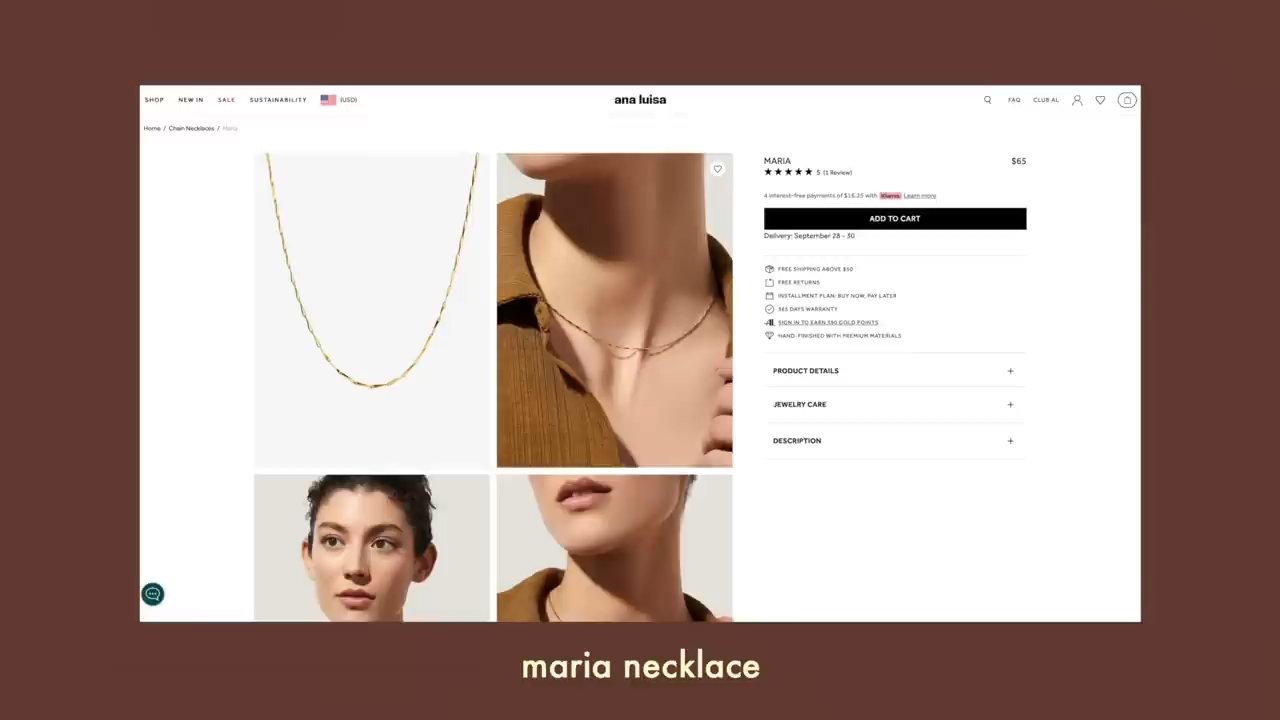 SHOP NEW IN SALE SUSTAINABILITY (USD) ana luisa FAQ CLUB AL
Home / Chain Necklaces / Maria
MARIA $65
5 (1 Review)
4 interest-free payments of $16.25 with Klarna. Learn more
ADD TO CART
Delivery: September 28 - 30
FREE SHIPPING ABOVE $50
FREE RETURNS
INSTALLMENT PLAN: BUY NOW, PAY LATER
365 DAYS WARRANTY
SIGN IN TO EARN 390 GOLD POINTS
HAND-FINISHED WITH PREMIUM MATERIALS
PRODUCT DETAILS +
JEWELRY CARE +
DESCRIPTION +
maria necklace